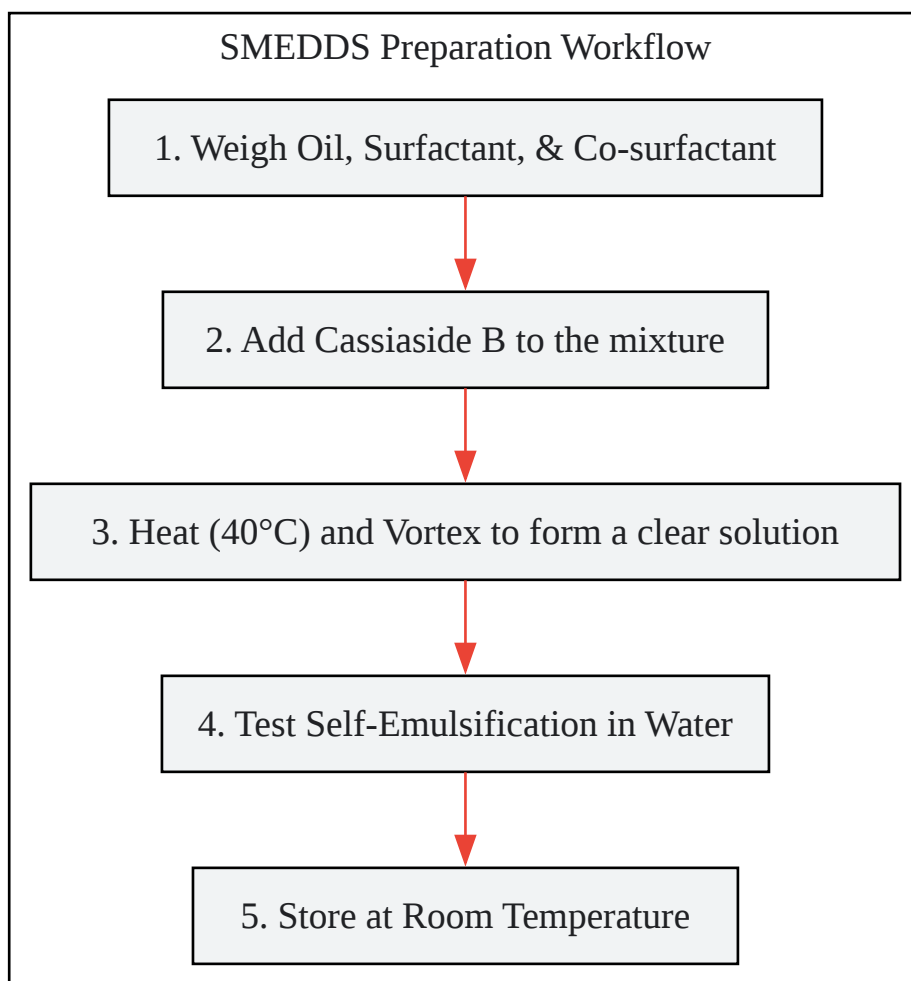 SMEDDS Preparation Workflow
1. Weigh Oil, Surfactant, & Co-surfactant
2. Add Cassiaside B to the mixture
3. Heat (40°C) and Vortex to form a clear solution
4. Test Self-Emulsification in Water
5. Store at Room Temperature